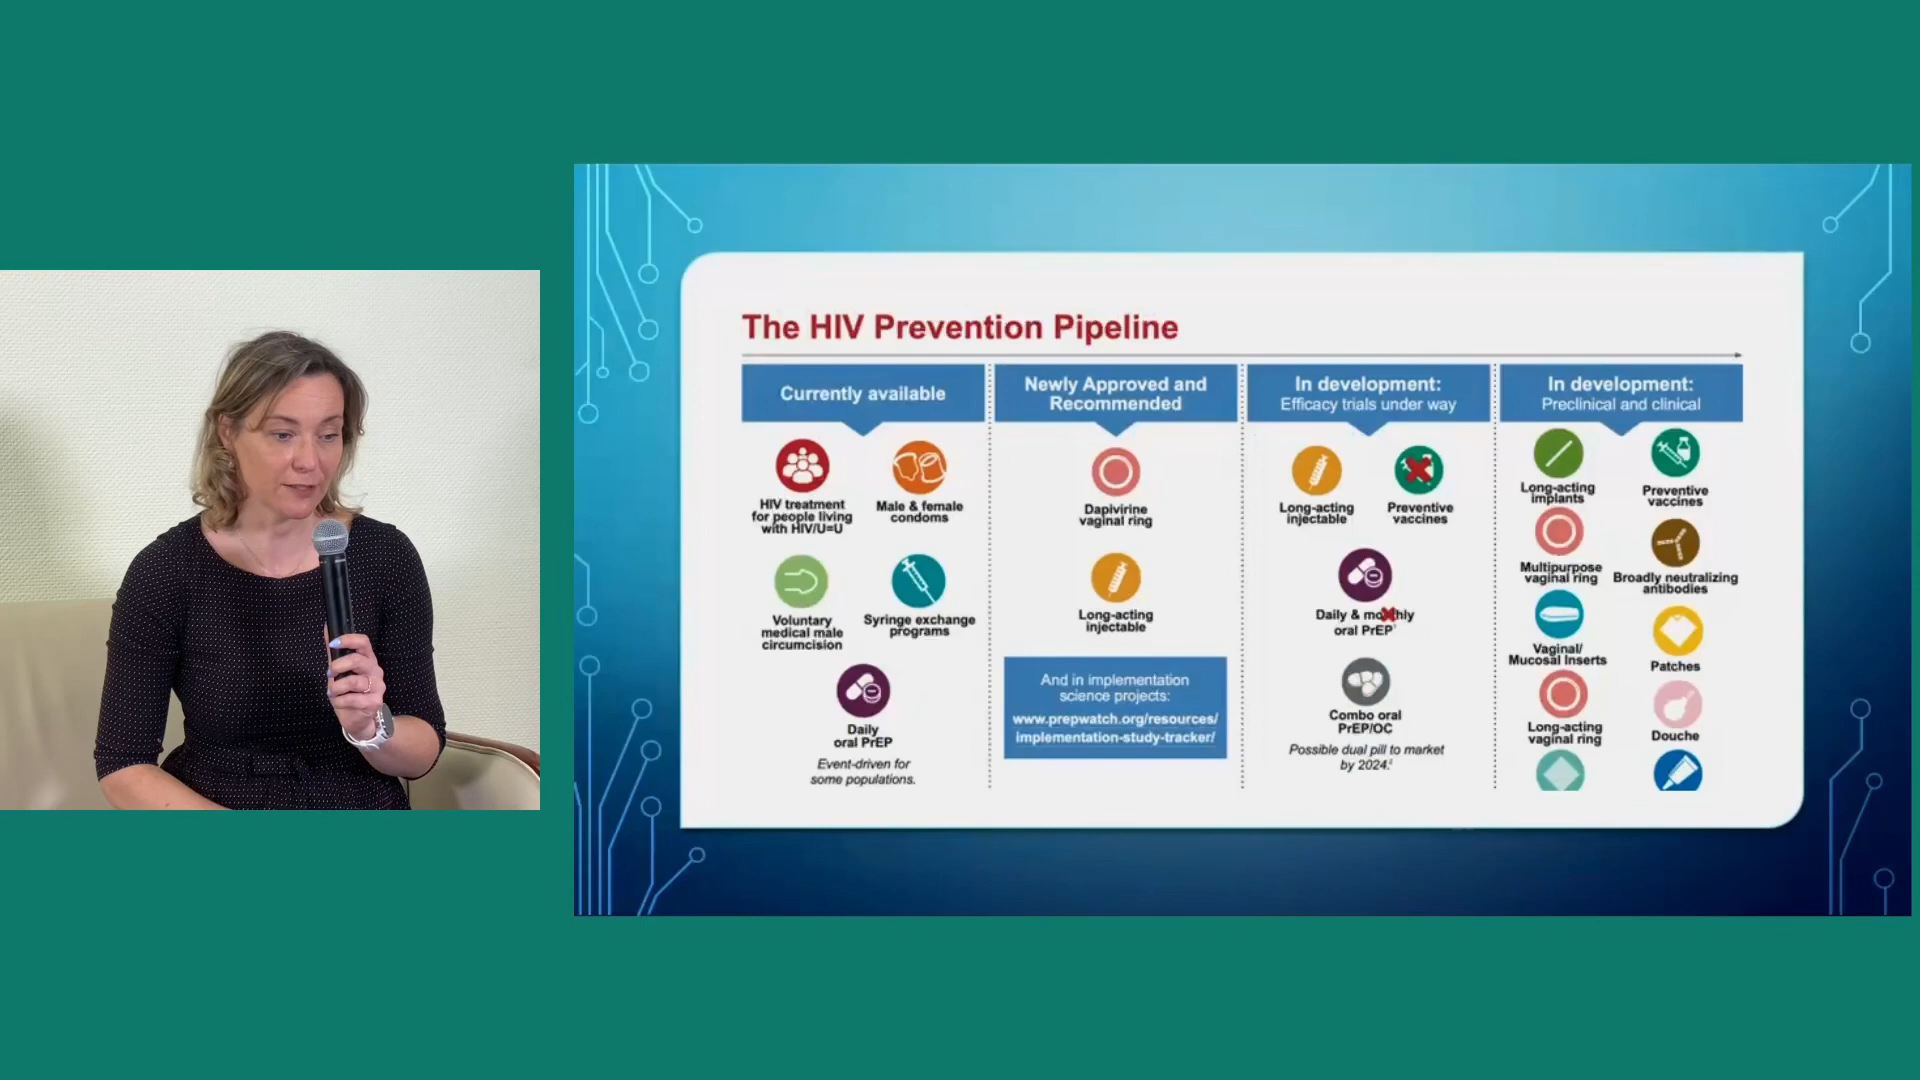 The HIV Prevention Pipeline
Currently available
HIV treatment
for people living
with HIV/U=U
Male & female
condoms
Voluntary
medical male
circumcision
Syringe exchange
programs
Daily
oral PrEP
Event-driven for
some populations.
Newly Approved and
Recommended
Dapivirine
vaginal ring
Long-acting
injectable
And in implementation
science projects:
www.prepwatch.org/resources/
implementation-study-tracker/
In development:
Efficacy trials under way
Long-acting
injectable
Preventive
vaccines
Daily & monthly
oral PrEP
Combo oral
PrEP/OC
Possible dual pill to market
by 2024.
In development:
Preclinical and clinical
Long-acting
implants
Preventive
vaccines
Multipurpose
vaginal ring
Broadly neutralizing
antibodies
Vaginal/
Mucosal Inserts
Patches
Long-acting
vaginal ring
Douche